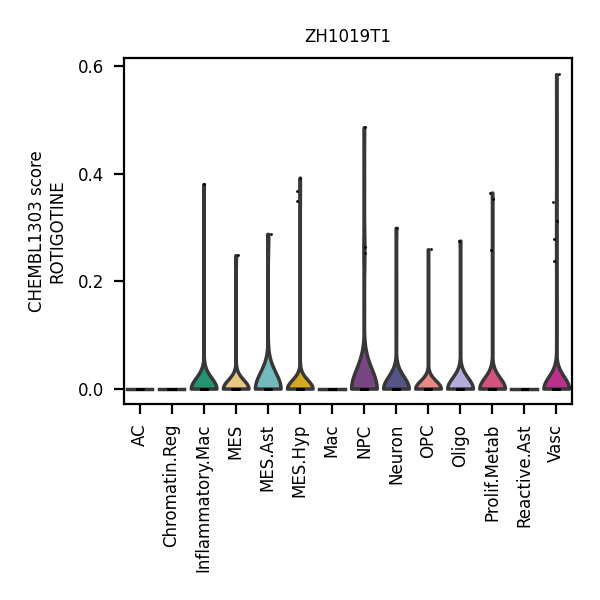 ZH1019T1
CHEMBL1303 score
ROTIGOTINE
0.6
0.4
0.2
0.0
AC
Chromatin.Reg
Inflammatory.Mac
MES
MES.Ast
MES.Hyp
Mac
NPC
Neuron
OPC
Oligo
Prolif.Metab
Reactive.Ast
Vasc